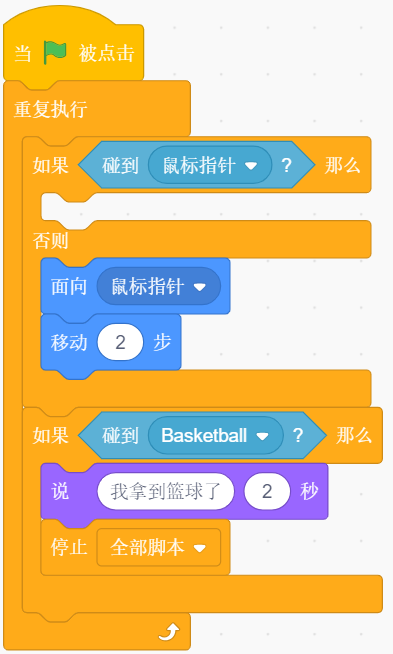 当 被点击
重复执行
如果 碰到 鼠标指针 ? 那么
否则
面向 鼠标指针
移动 2 步
如果 碰到 Basketball ? 那么
说 我拿到篮球了 2 秒
停止 全部脚本